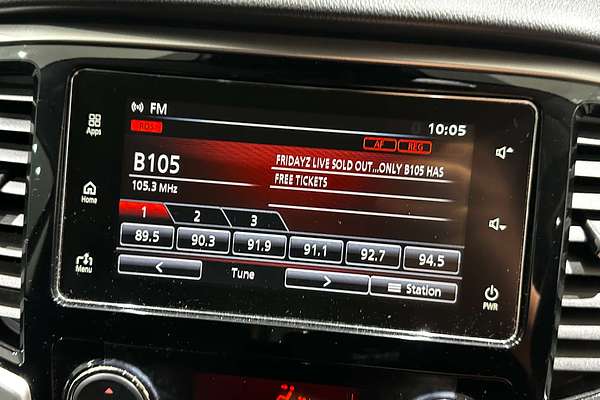 FM
10:05
RDS
AF REG
Apps
B105
105.3 MHz
FRIDAYZ LIVE SOLD OUT...ONLY B105 HAS
FREE TICKETS
Home
1 2 3
89.5 90.3 91.9 91.1 92.7 94.5
Menu
< Tune > Station
PWR